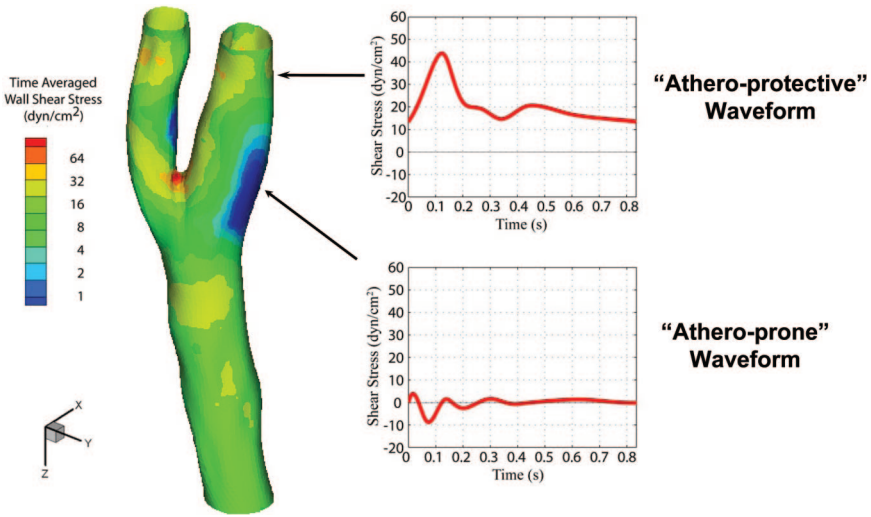 Time Averaged
Wall Shear Stress
(dyn/cm²)
64
32
16
8
4
2
1
X
Y
Z
Shear Stress (dyn/cm²)
60
50
40
30
20
10
0
-10
-20
0 0.1 0.2 0.3 0.4 0.5 0.6 0.7 0.8
Time (s)
“Athero-protective”
Waveform
Shear Stress (dyn/cm²)
60
50
40
30
20
10
0
-10
-20
0 0.1 0.2 0.3 0.4 0.5 0.6 0.7 0.8
Time (s)
“Athero-prone”
Waveform